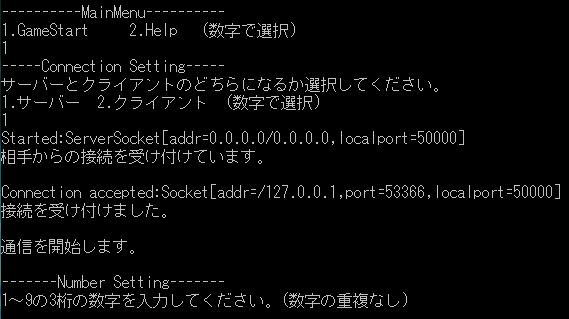 ----------MainMenu----------
1.GameStart　　2.Help　(数字で選択)
1
-----Connection Setting-----
サーバーとクライアントのどちらになるか選択してください。
1.サーバー　2.クライアント　(数字で選択)
1
Started:ServerSocket[addr=0.0.0.0/0.0.0.0,localport=50000]
相手からの接続を受け付けています。
Connection accepted:Socket[addr=/127.0.0.1,port=53366,localport=50000]
接続を受け付けました。
通信を開始します。
-------Number Setting-------
1～9の3桁の数字を入力してください。(数字の重複なし)